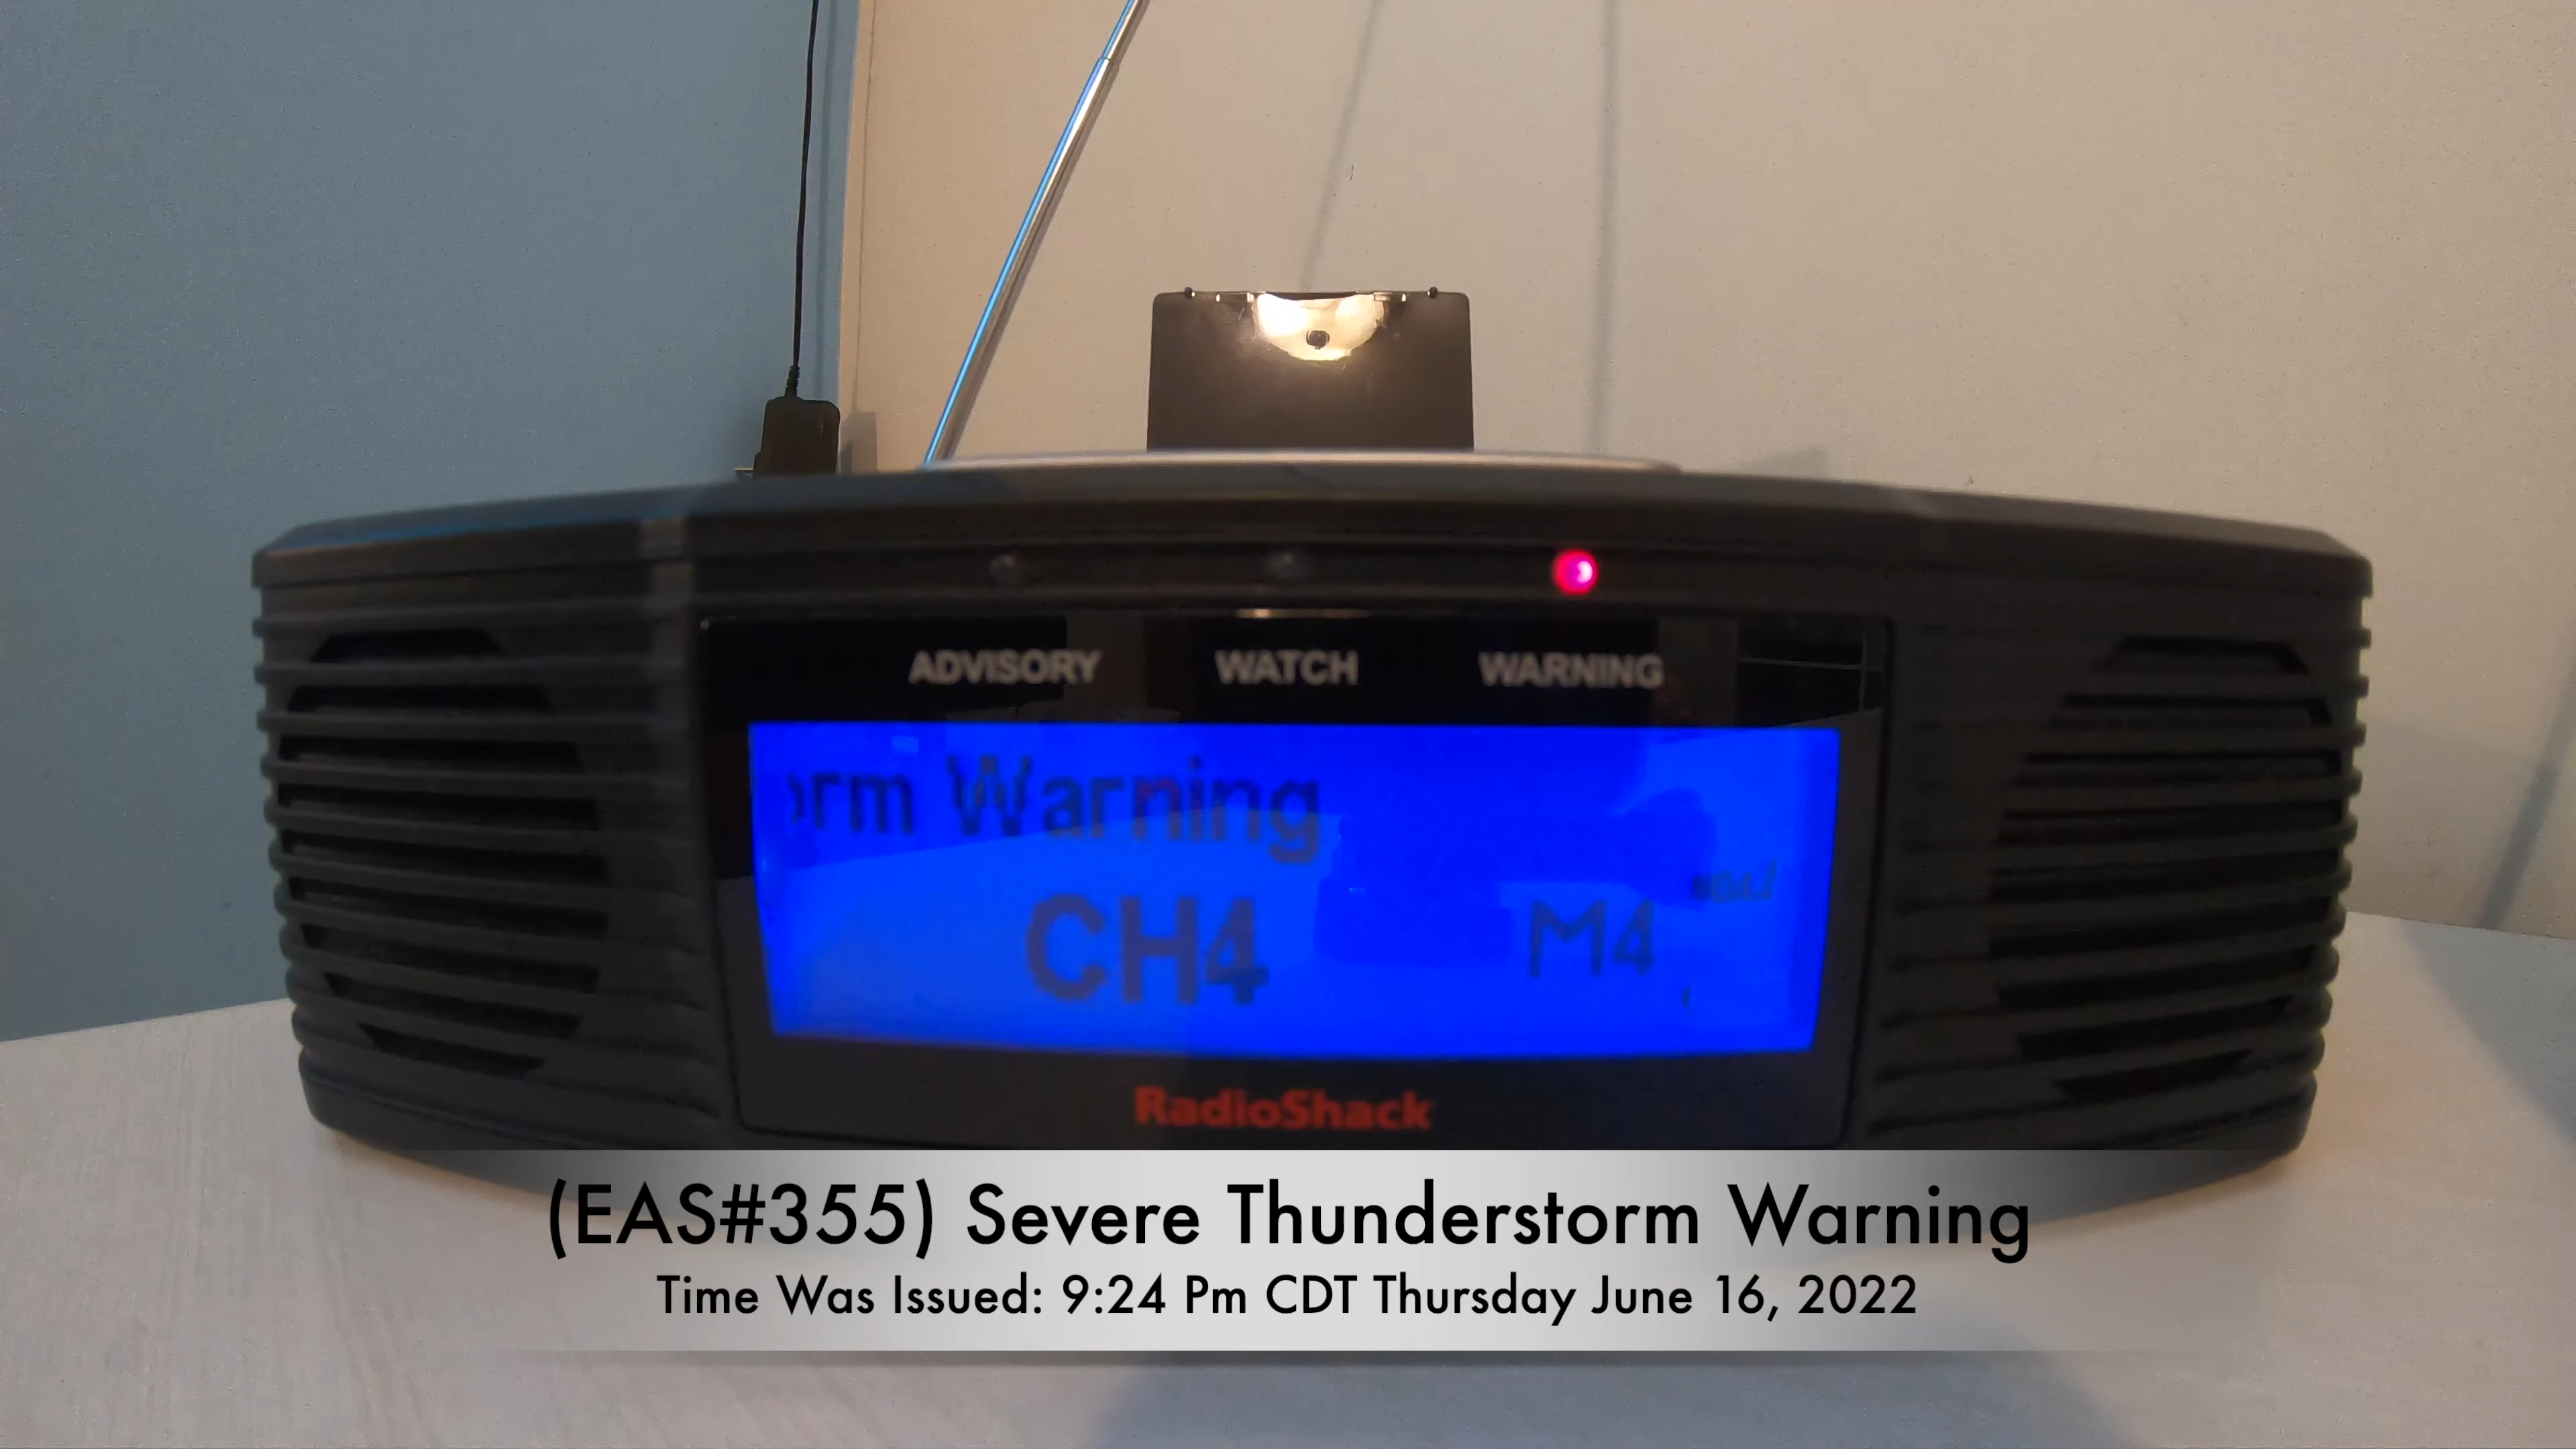 ADVISORY WATCH WARNING
orm Warning
CH4 M4
RadioShack
(EAS#355) Severe Thunderstorm Warning
Time Was Issued: 9:24 Pm CDT Thursday June 16, 2022